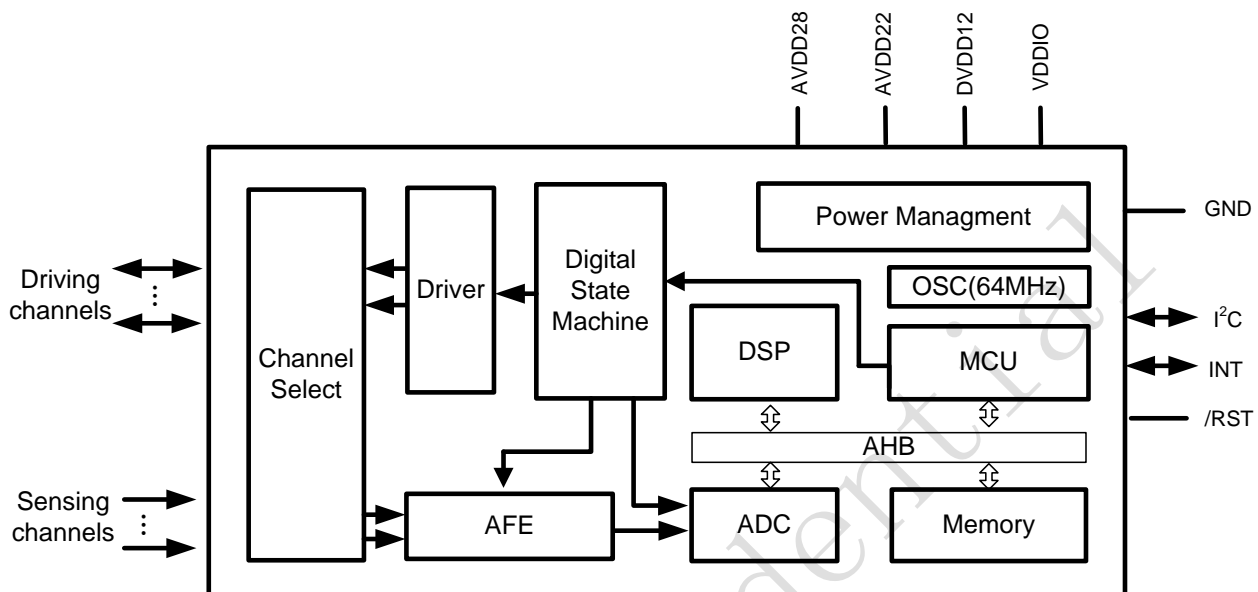 AVDD28
AVDD22
DVDD12
VDDIO
Power Managment
GND
Driving
channels
Driver
Digital
State
Machine
OSC(64MHz)
I²C
DSP
MCU
INT
Channel
Select
/RST
AHB
Sensing
channels
AFE
ADC
Memory
dential